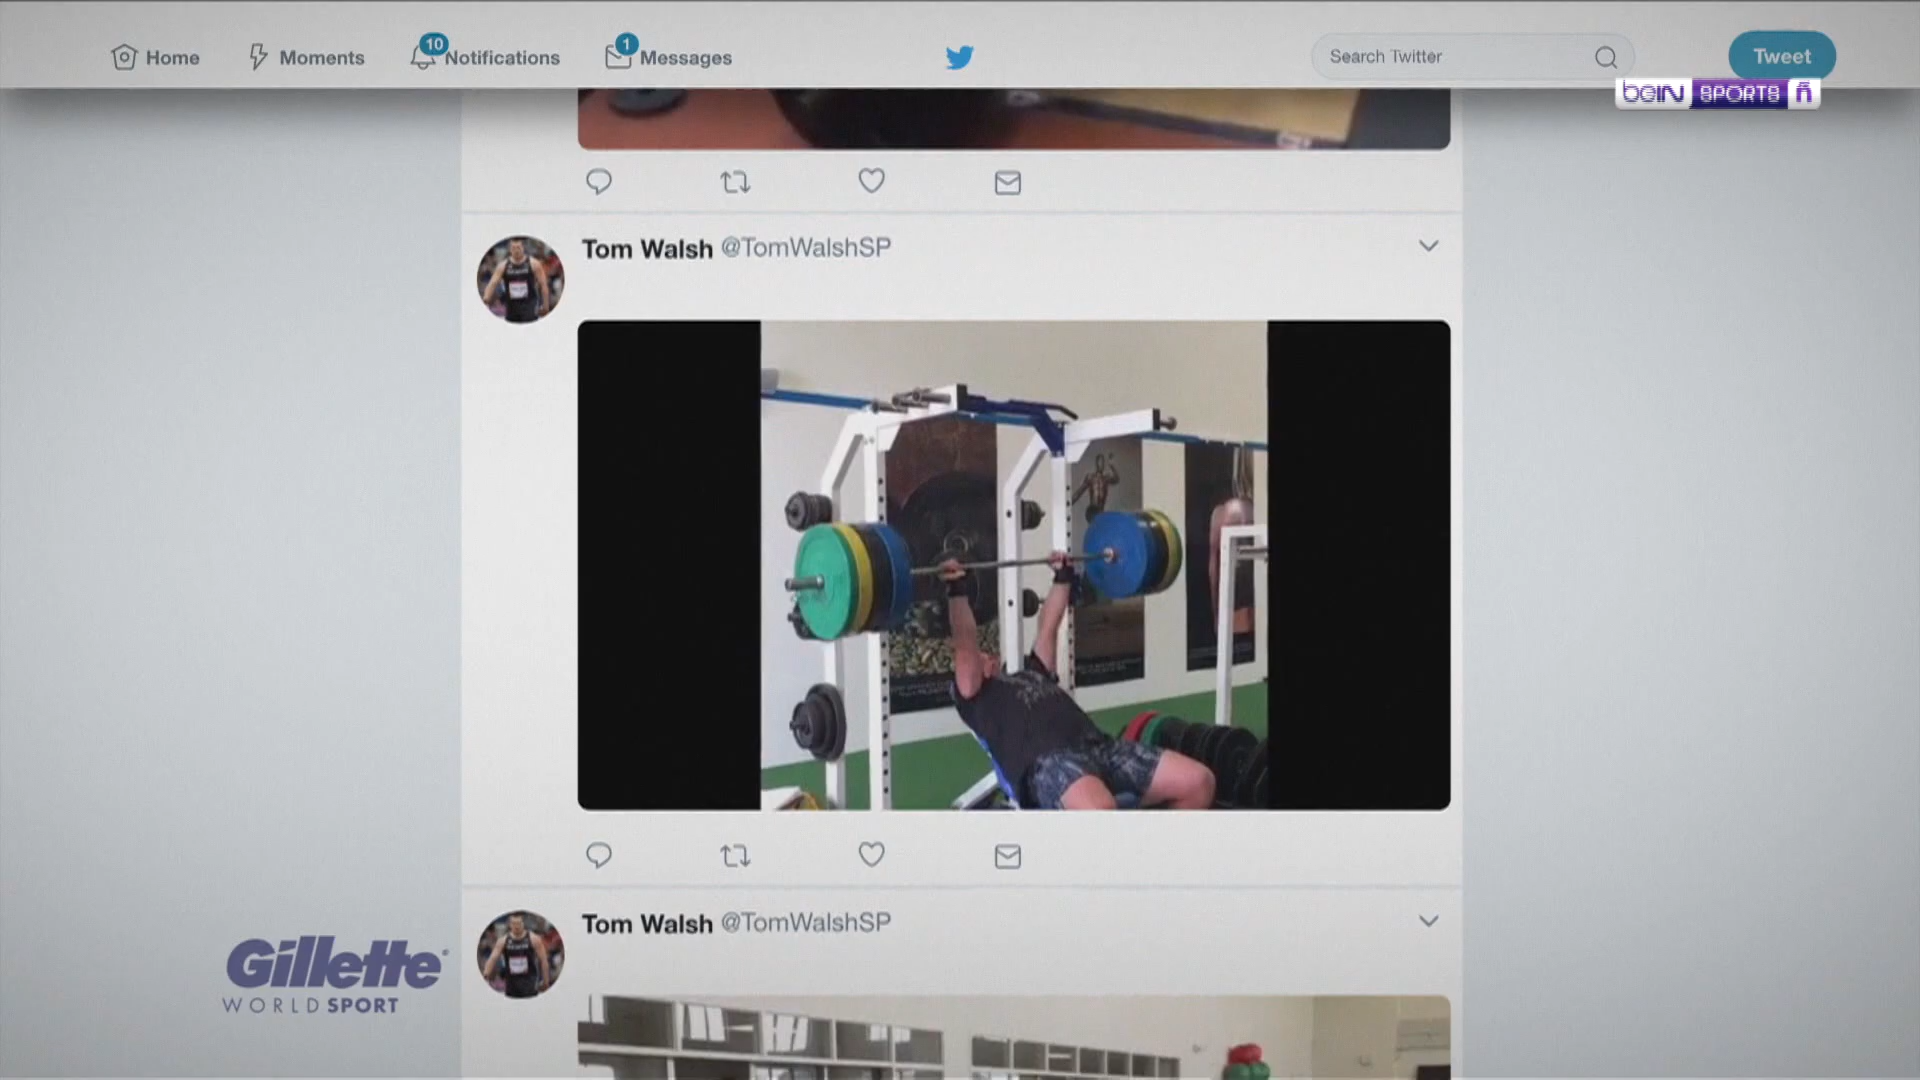 Home
Moments
10
Notifications
1
Messages
Search Twitter
Tweet
beIN SPORTS ñ
Tom Walsh @TomWalshSP
Tom Walsh @TomWalshSP
Gillette
WORLD SPORT